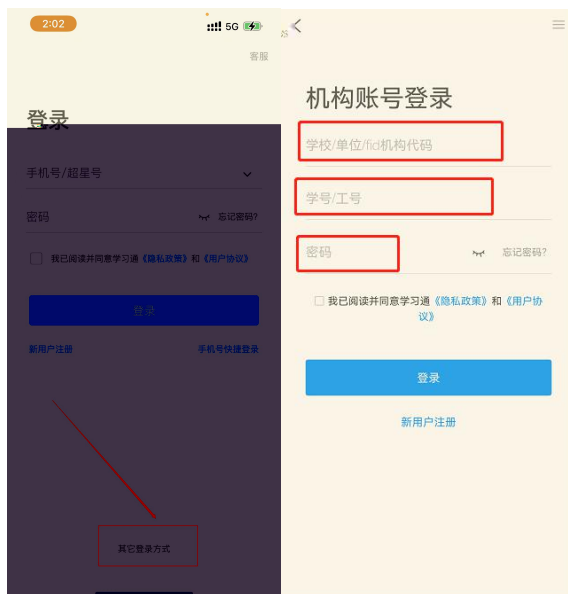 2:02
5G
客服
登录
手机号/超星号
密码
忘记密码?
我已阅读并同意学习通《隐私政策》和《用户协议》
登录
新用户注册
手机号快捷登录
其它登录方式
机构账号登录
学校/单位/fid机构代码
学号/工号
密码
忘记密码?
我已阅读并同意学习通《隐私政策》和《用户协
议》
登录
新用户注册